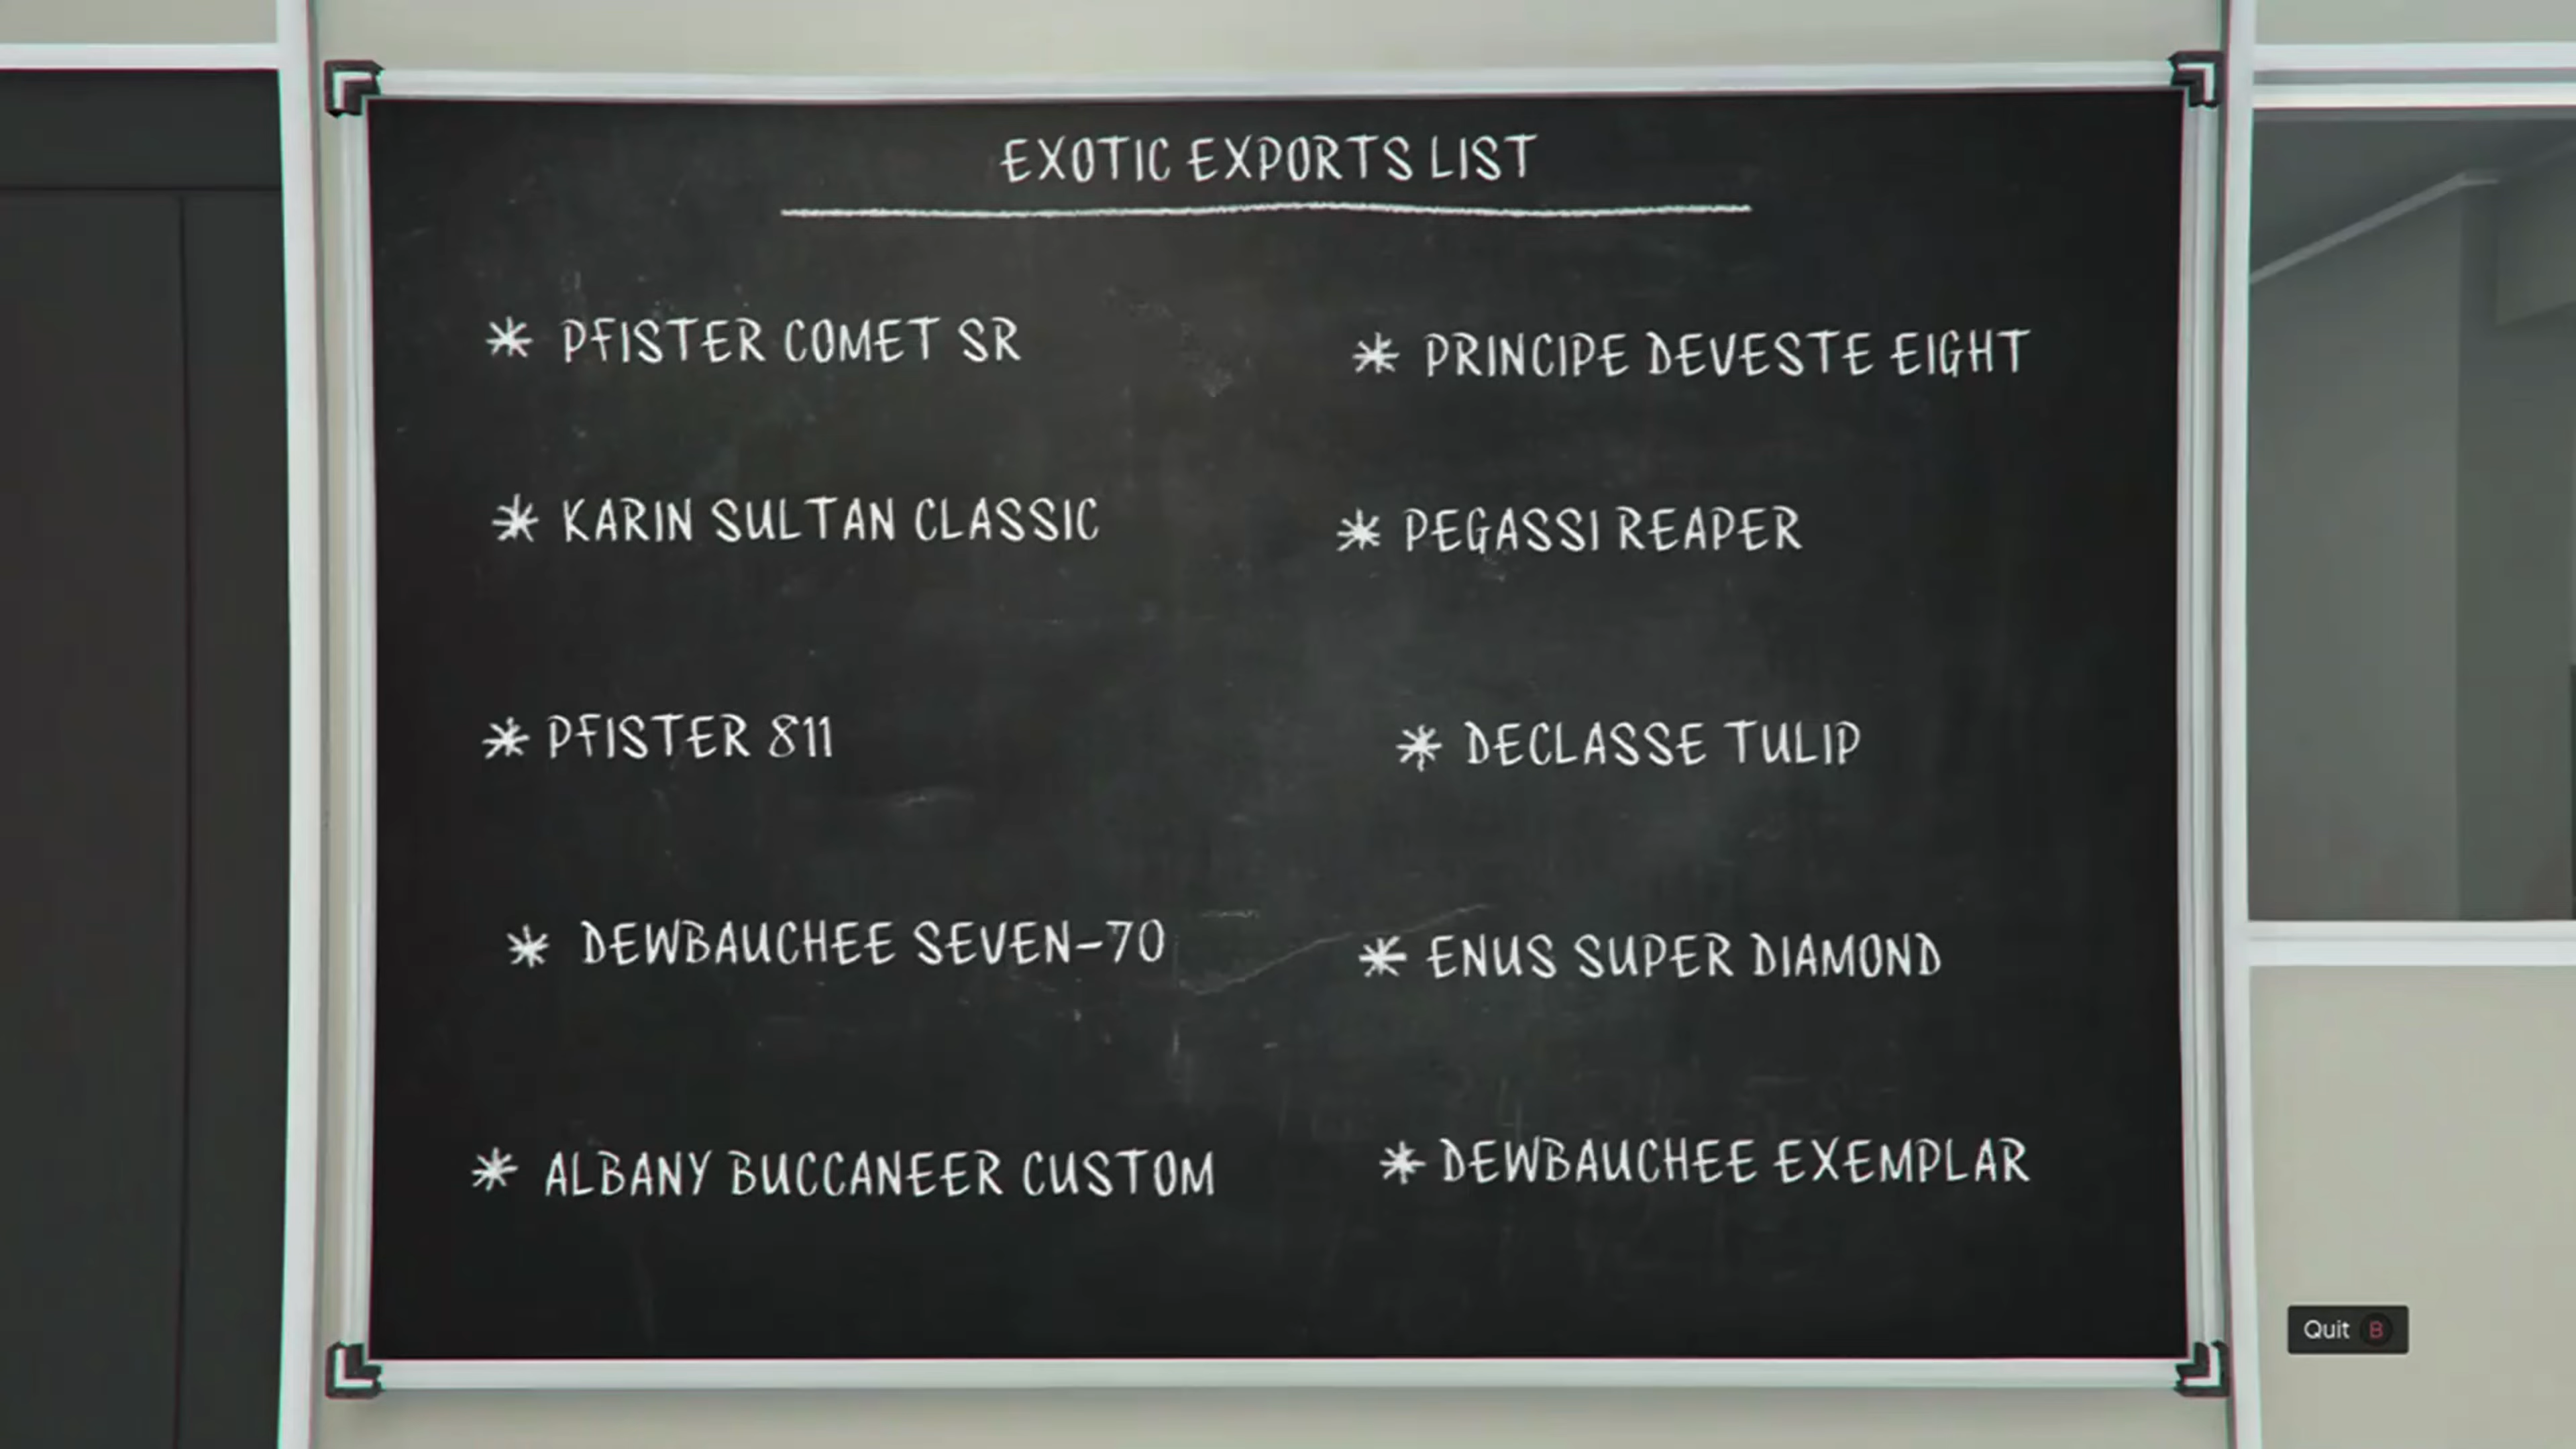 EXOTIC EXPORTS LIST
* PFISTER COMET SR
* KARIN SULTAN CLASSIC
* PFISTER 811
* DEWBAUCHEE SEVEN-70
* ALBANY BUCCANEER CUSTOM
* PRINCIPE DEVESTE EIGHT
* PEGASSI REAPER
* DECLASSE TULIP
* ENUS SUPER DIAMOND
* DEWBAUCHEE EXEMPLAR
Quit B